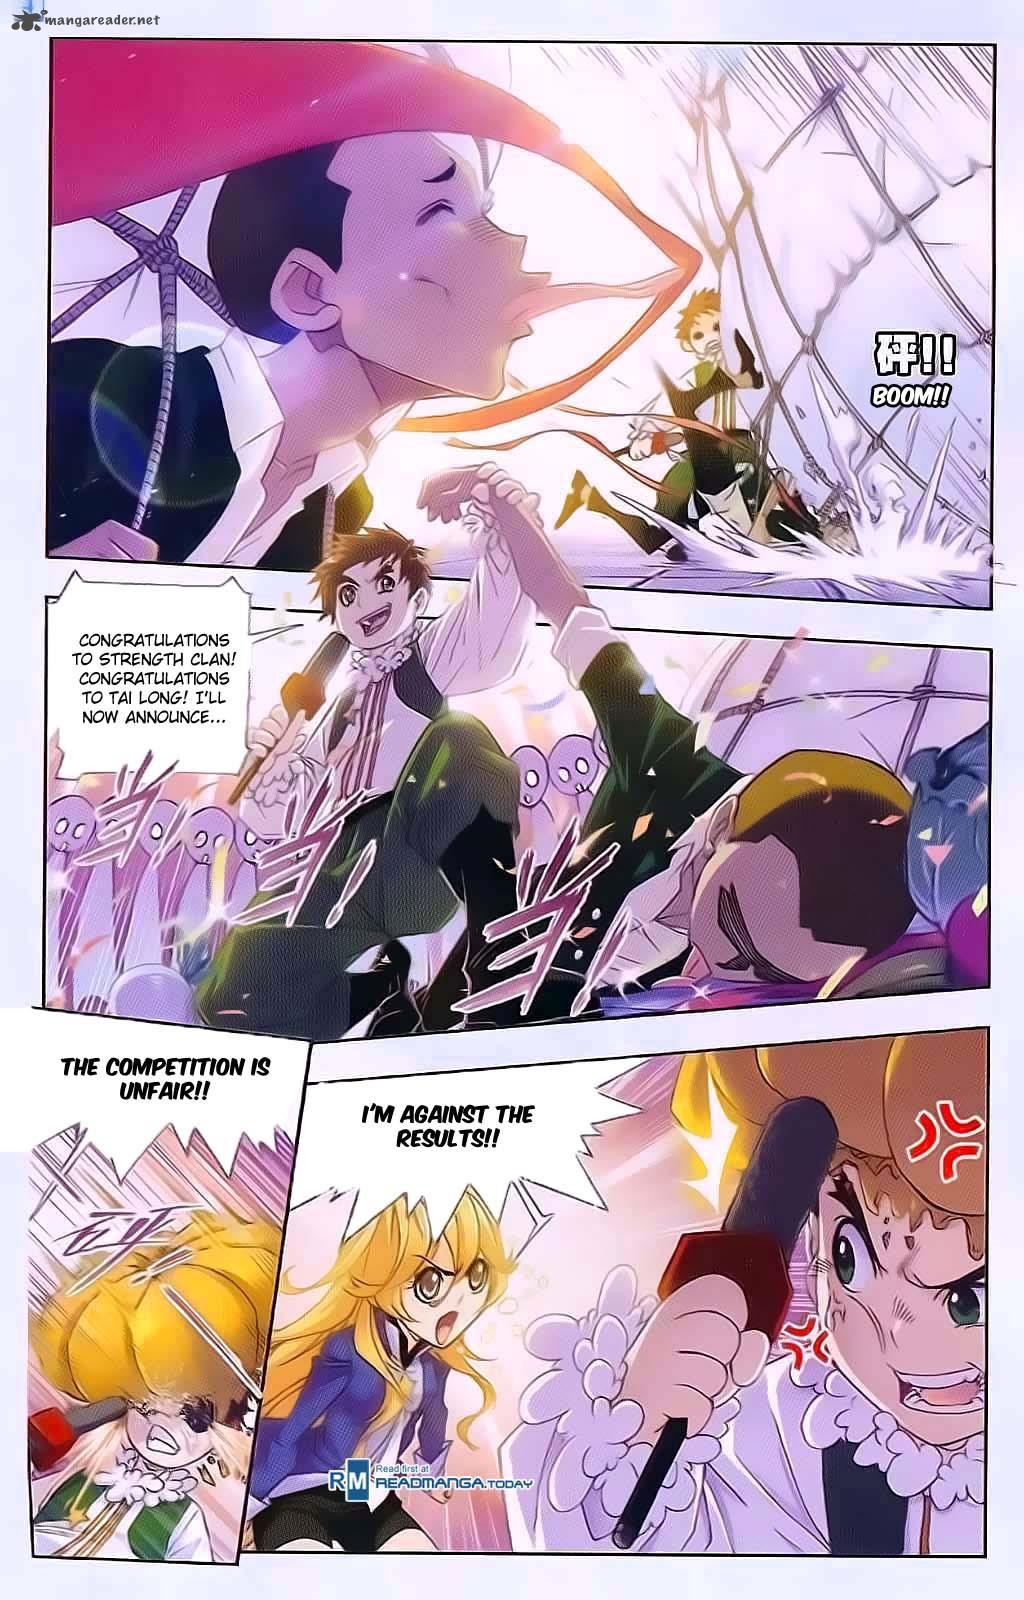 mangareader.net
砰!!
BOOM!!
CONGRATULATIONS
TO STRENGTH CLAN!
CONGRATULATIONS
TO TAI LONG! I'LL
NOW ANNOUNCE...
THE COMPETITION IS
UNFAIR!!
I'M AGAINST THE
RESULTS!!
RM Read first at
READMANGA.TODAY